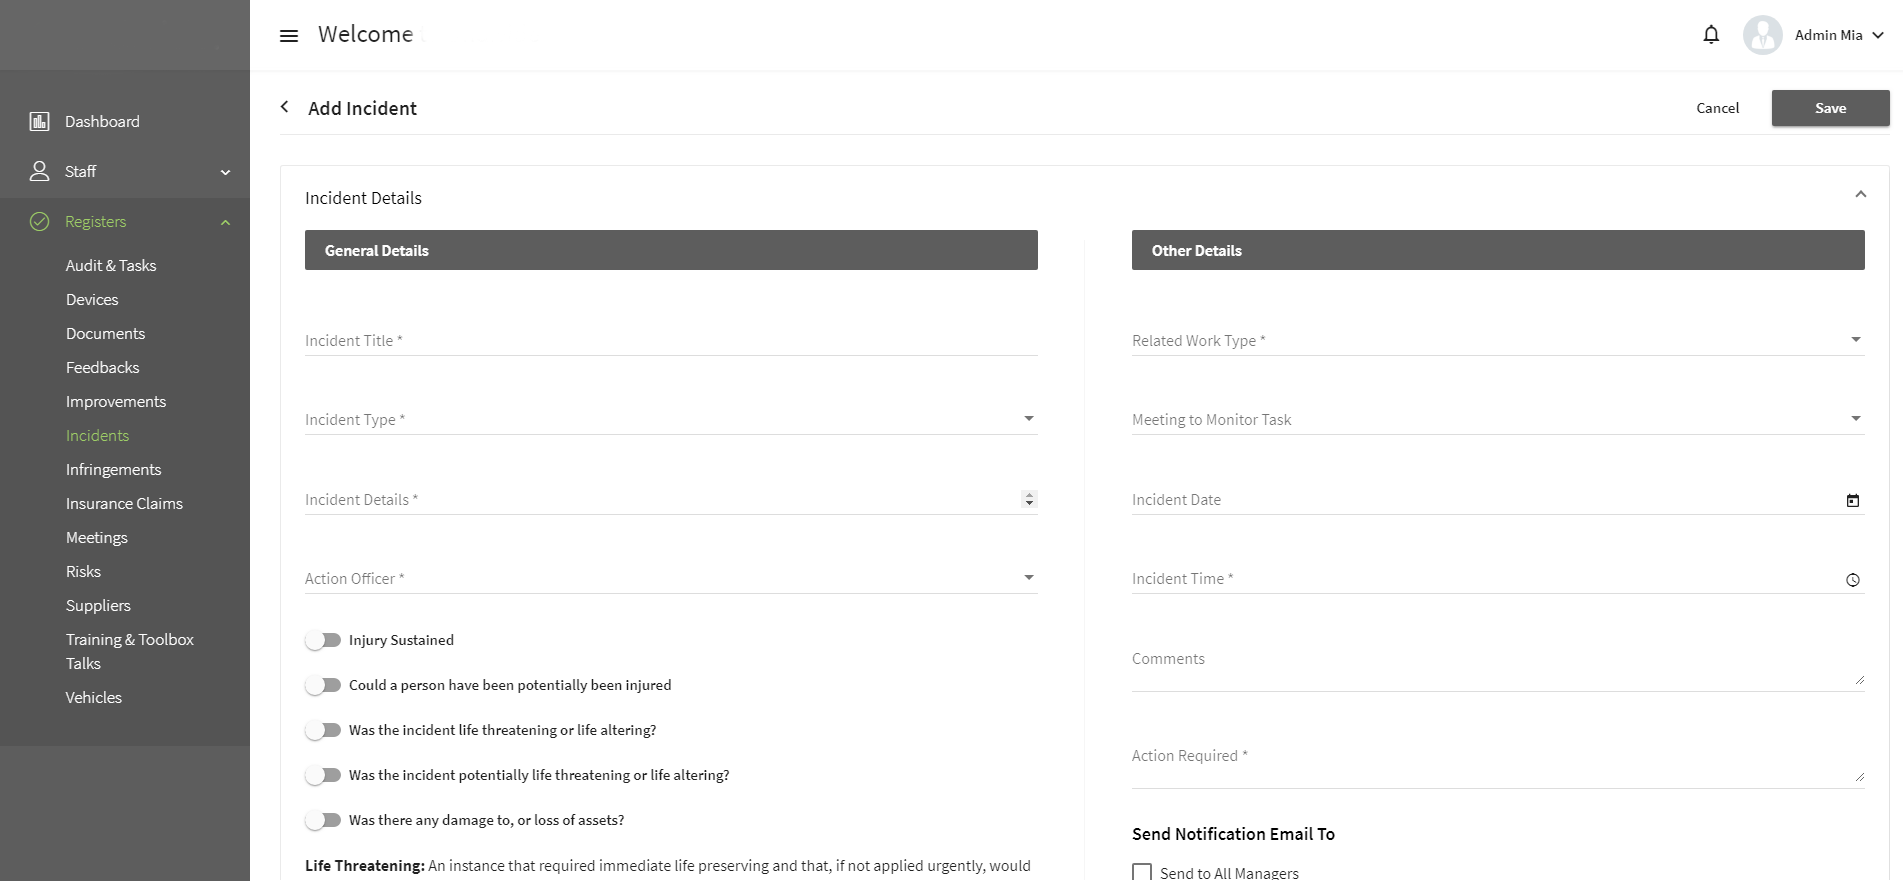 Welcome
Admin Mia
Dashboard
Staff
Registers
Audit & Tasks
Devices
Documents
Feedbacks
Improvements
Incidents
Infringements
Insurance Claims
Meetings
Risks
Suppliers
Training & Toolbox
Talks
Vehicles
Add Incident
Cancel
Save
Incident Details
General Details
Incident Title *
Incident Type *
Incident Details *
Action Officer *
Injury Sustained
Could a person have been potentially been injured
Was the incident life threatening or life altering?
Was the incident potentially life threatening or life altering?
Was there any damage to, or loss of assets?
Life Threatening: An instance that required immediate life preserving and that, if not applied urgently, would
Other Details
Related Work Type *
Meeting to Monitor Task
Incident Date
Incident Time *
Comments
Action Required *
Send Notification Email To
Send to All Managers